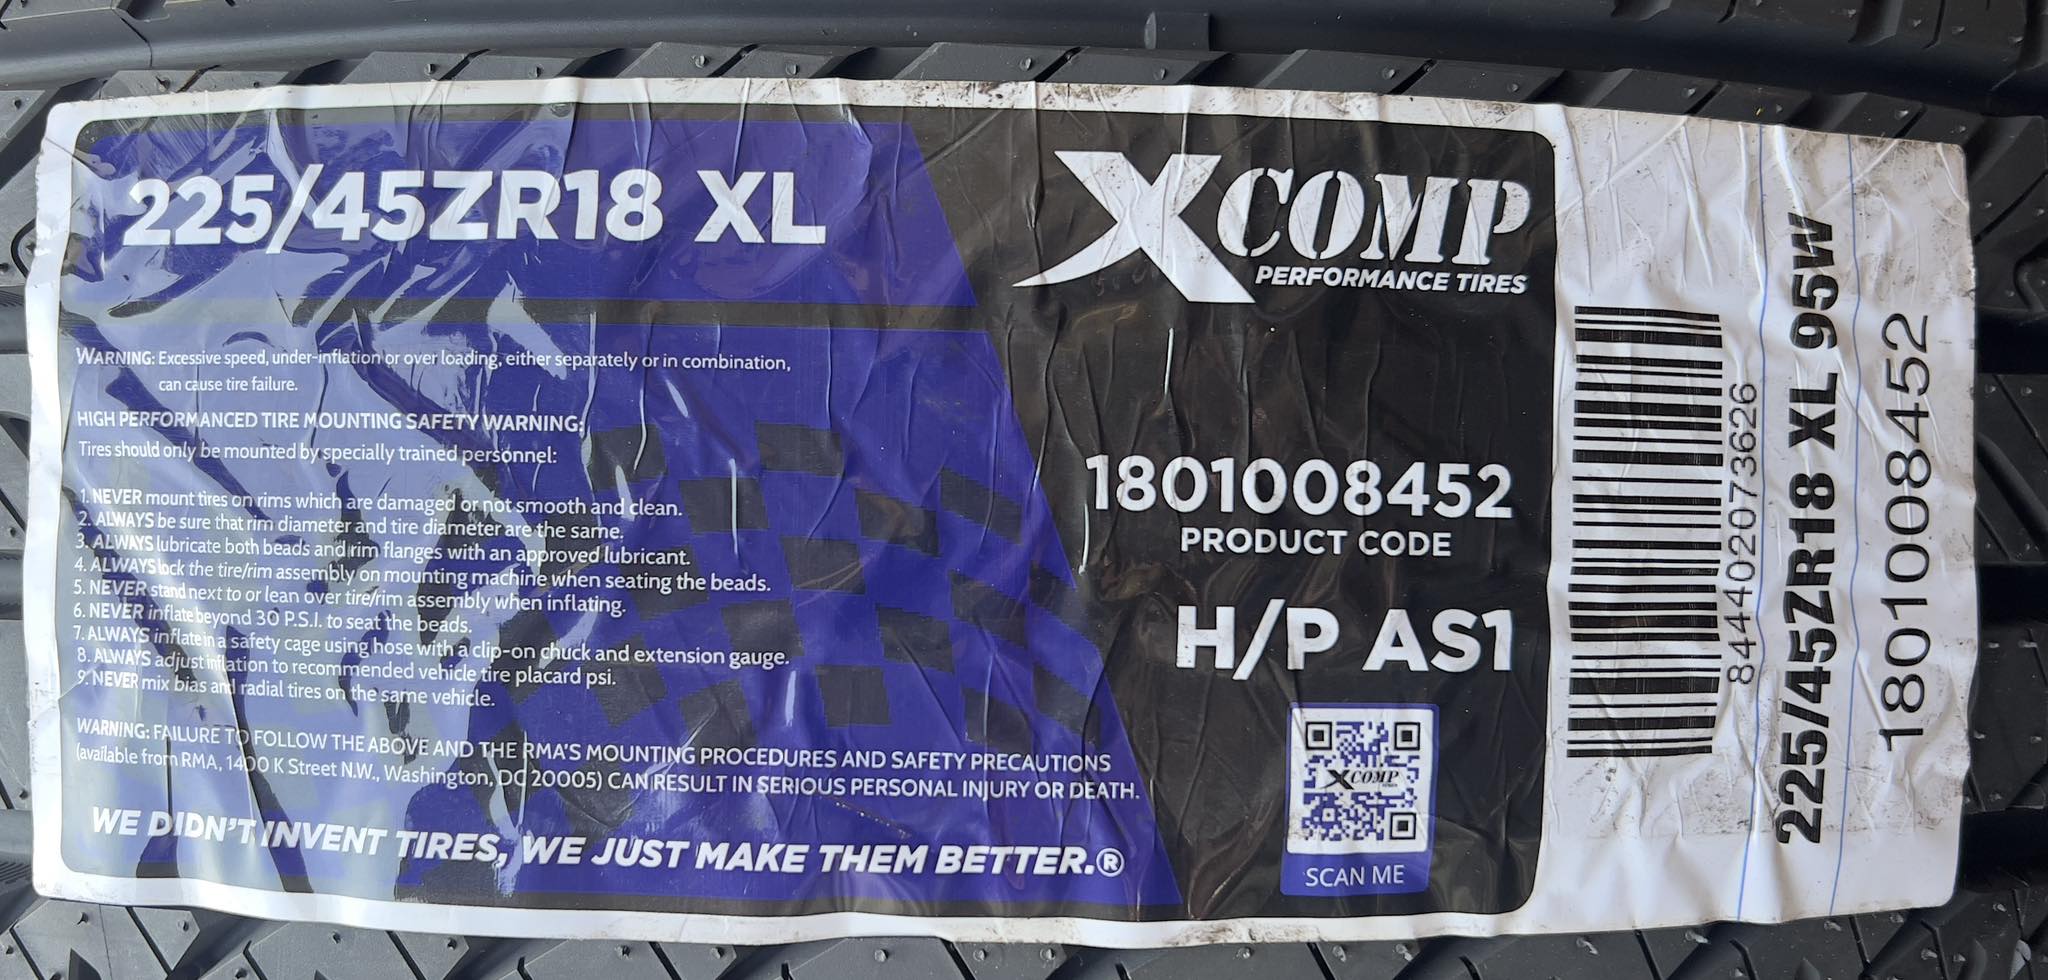 225/45ZR18 XL
XCOMP
PERFORMANCE TIRES
WARNING: Excessive speed, under-inflation or over loading, either separately or in combination,
can cause tire failure.
HIGH PERFORMANCED TIRE MOUNTING SAFETY WARNING:
Tires should only be mounted by specially trained personnel:
1. NEVER mount tires on rims which are damaged or not smooth and clean.
2. ALWAYS be sure that rim diameter and tire diameter are the same.
3. ALWAYS lubricate both beads and rim flanges with an approved lubricant.
4. ALWAYS lock the tire/rim assembly on mounting machine when seating the beads.
5. NEVER stand next to or lean over tire/rim assembly when inflating.
6. NEVER inflate beyond 30 P.S.I. to seat the beads.
7. ALWAYS inflate in a safety cage using hose with a clip-on chuck and extension gauge.
8. ALWAYS adjust inflation to recommended vehicle tire placard psi.
9. NEVER mix bias and radial tires on the same vehicle.
WARNING: FAILURE TO FOLLOW THE ABOVE AND THE RMA'S MOUNTING PROCEDURES AND SAFETY PRECAUTIONS
(available from RMA, 1400 K Street N.W., Washington, DC 20005) CAN RESULT IN SERIOUS PERSONAL INJURY OR DEATH.
WE DIDN'T INVENT TIRES, WE JUST MAKE THEM BETTER.®
1801008452
PRODUCT CODE
H/P AS1
XCOMP
SCAN ME
844402073626
225/45ZR18 XL 95W
1801008452